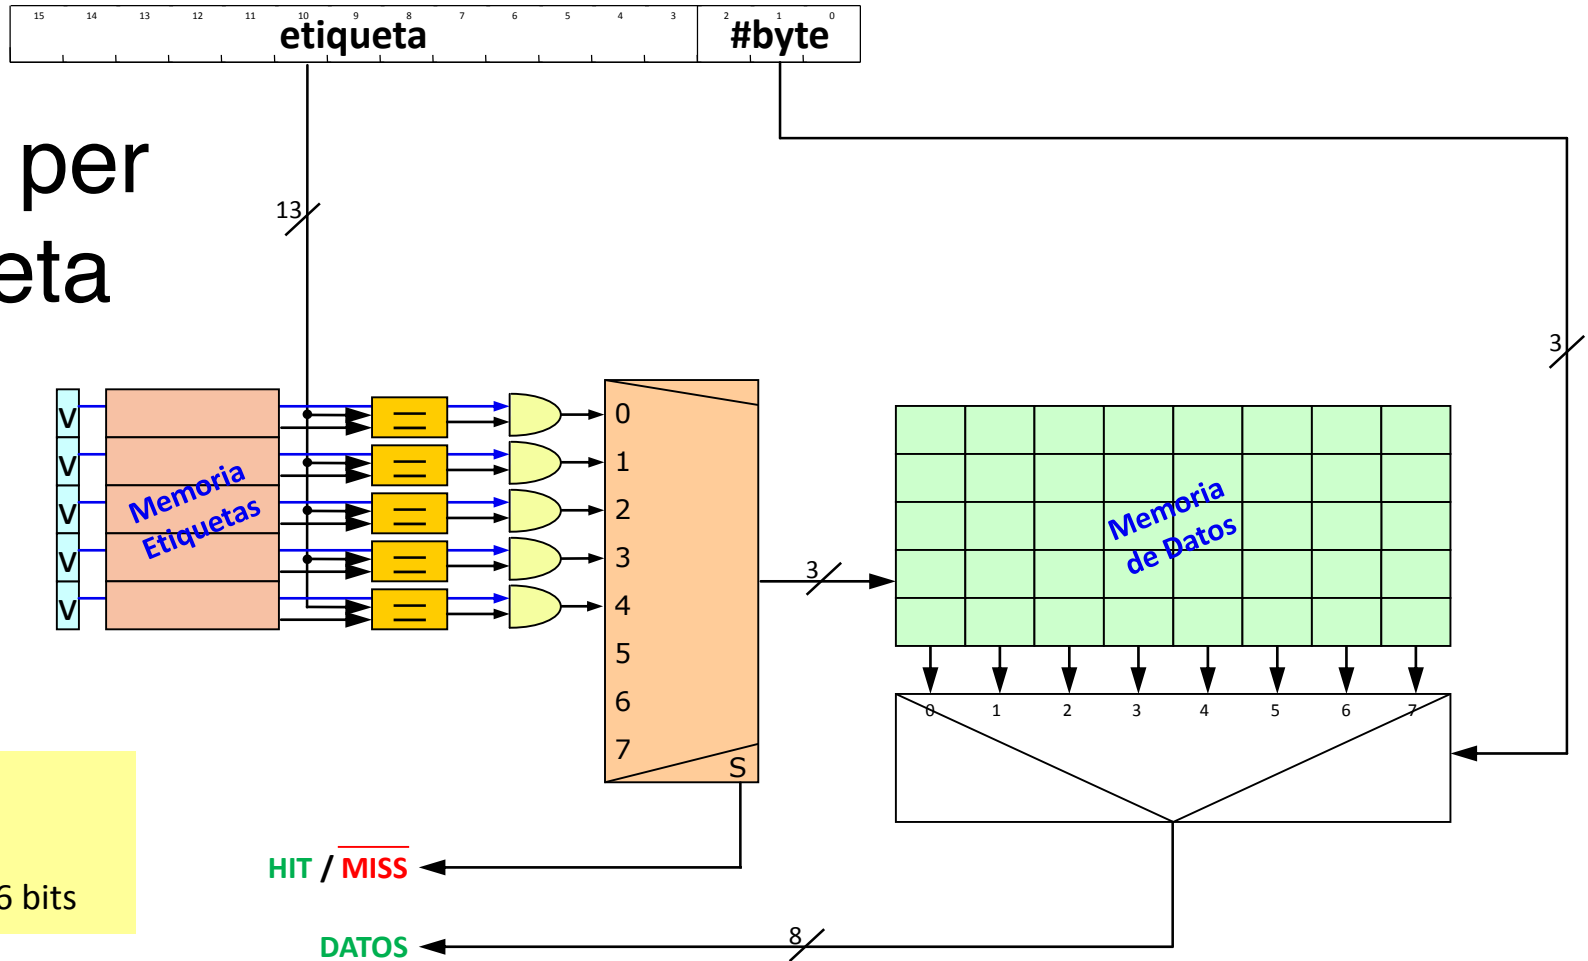 15 14 13 12 11 10 9 8 7 6 5 4 3 2 1 0
etiqueta #byte
per
eta
13
3
V
V
V
V
V
Memoria
Etiquetas
=
=
=
=
=
0
1
2
3
4
5
6
7
S
3
Memoria
de Datos
0 1 2 3 4 5 6 7
6 bits
HIT / MISS
DATOS
8